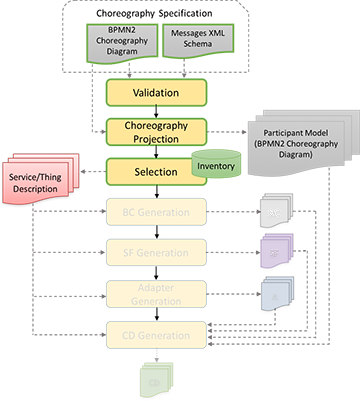 Choreography Specification
BPMN2
Choreography
Diagram
Messages XML
Schema
Validation
Choreography
Projection
Participant Model
(BPMN2 Choreography
Diagram)
Selection
Inventory
Service/Thing
Description
BC Generation
BC
SF Generation
SF
Adapter
Generation
A
CD Generation
CD